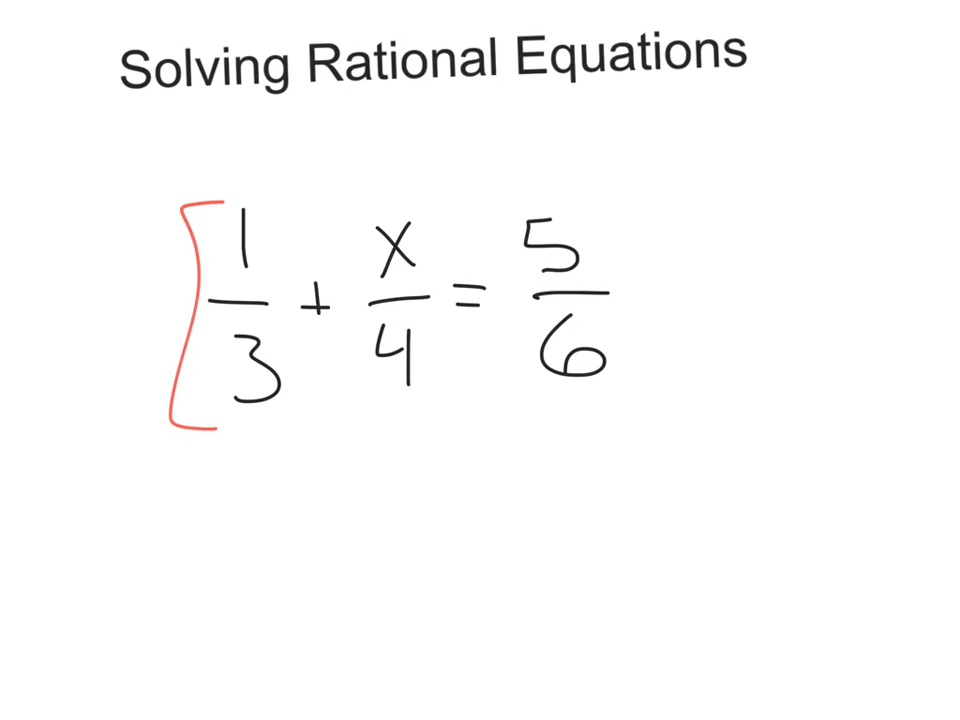 Solving Rational Equations
[1/3 + x/4 = 5/6